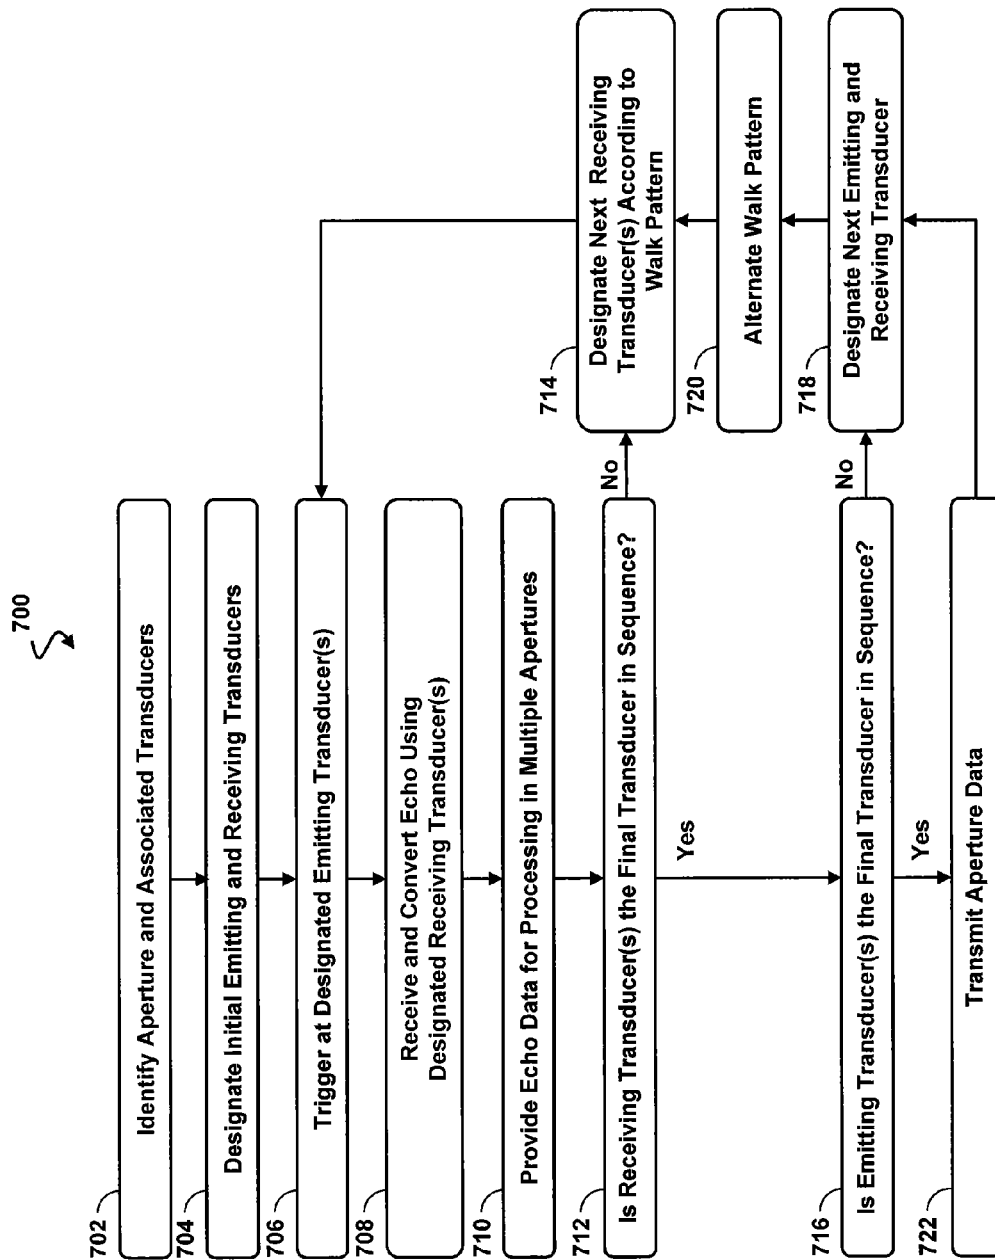 700
702
Identify Aperture and Associated Transducers
704
Designate Initial Emitting and Receiving Transducers
706
Trigger at Designated Emitting Transducer(s)
708
Receive and Convert Echo Using
Designated Receiving Transducer(s)
710
Provide Echo Data for Processing in Multiple Apertures
712
Is Receiving Transducer(s) the Final Transducer in Sequence?
No
Yes
714
Designate Next Receiving
Transducer(s) According to
Walk Pattern
720
Alternate Walk Pattern
718
Designate Next Emitting and
Receiving Transducer
716
Is Emitting Transducer(s) the Final Transducer in Sequence?
No
Yes
722
Transmit Aperture Data